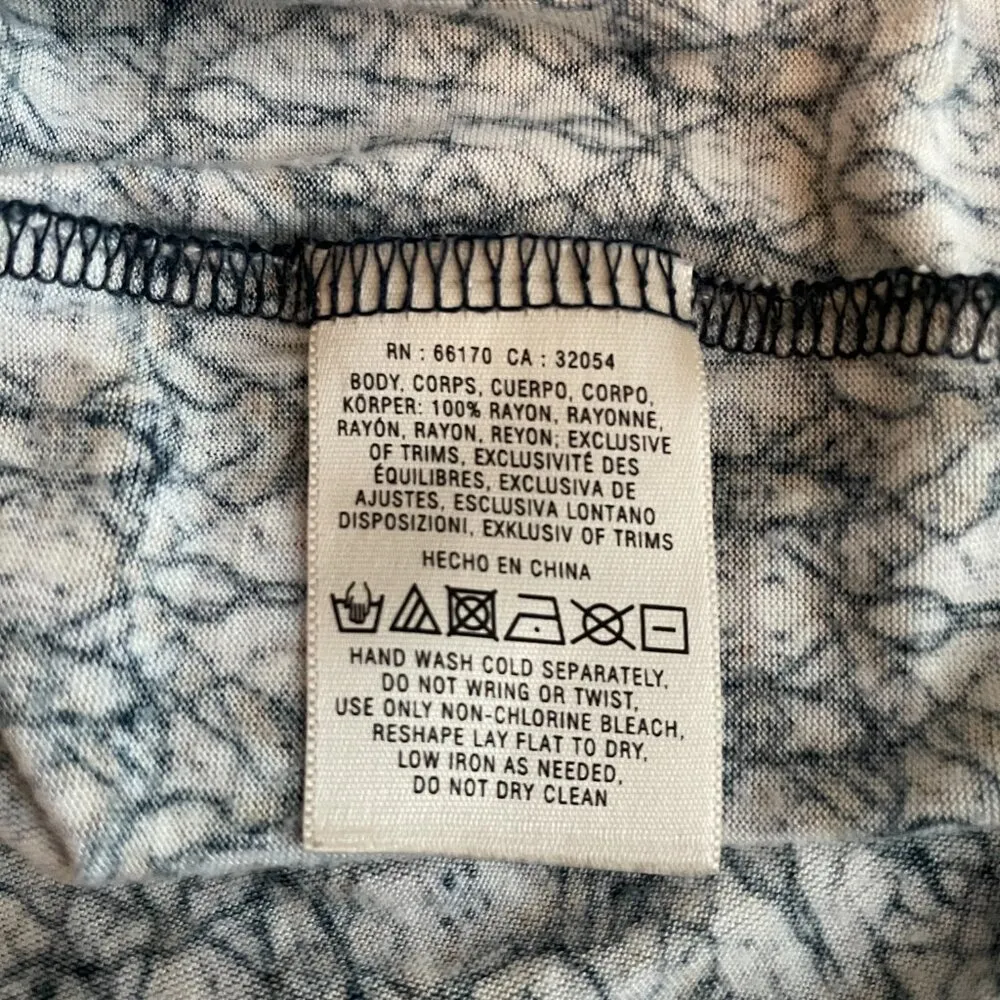 RN : 66170 CA : 32054
BODY, CORPS, CUERPO, CORPO,
KÖRPER: 100% RAYON, RAYONNE,
RAYÓN, RAYON, REYON; EXCLUSIVE
OF TRIMS, EXCLUSIVITÉ DES
ÉQUILIBRES, EXCLUSIVA DE
AJUSTES, ESCLUSIVA LONTANO
DISPOSIZIONI, EXKLUSIV OF TRIMS
HECHO EN CHINA
HAND WASH COLD SEPARATELY,
DO NOT WRING OR TWIST,
USE ONLY NON-CHLORINE BLEACH,
RESHAPE LAY FLAT TO DRY,
LOW IRON AS NEEDED,
DO NOT DRY CLEAN